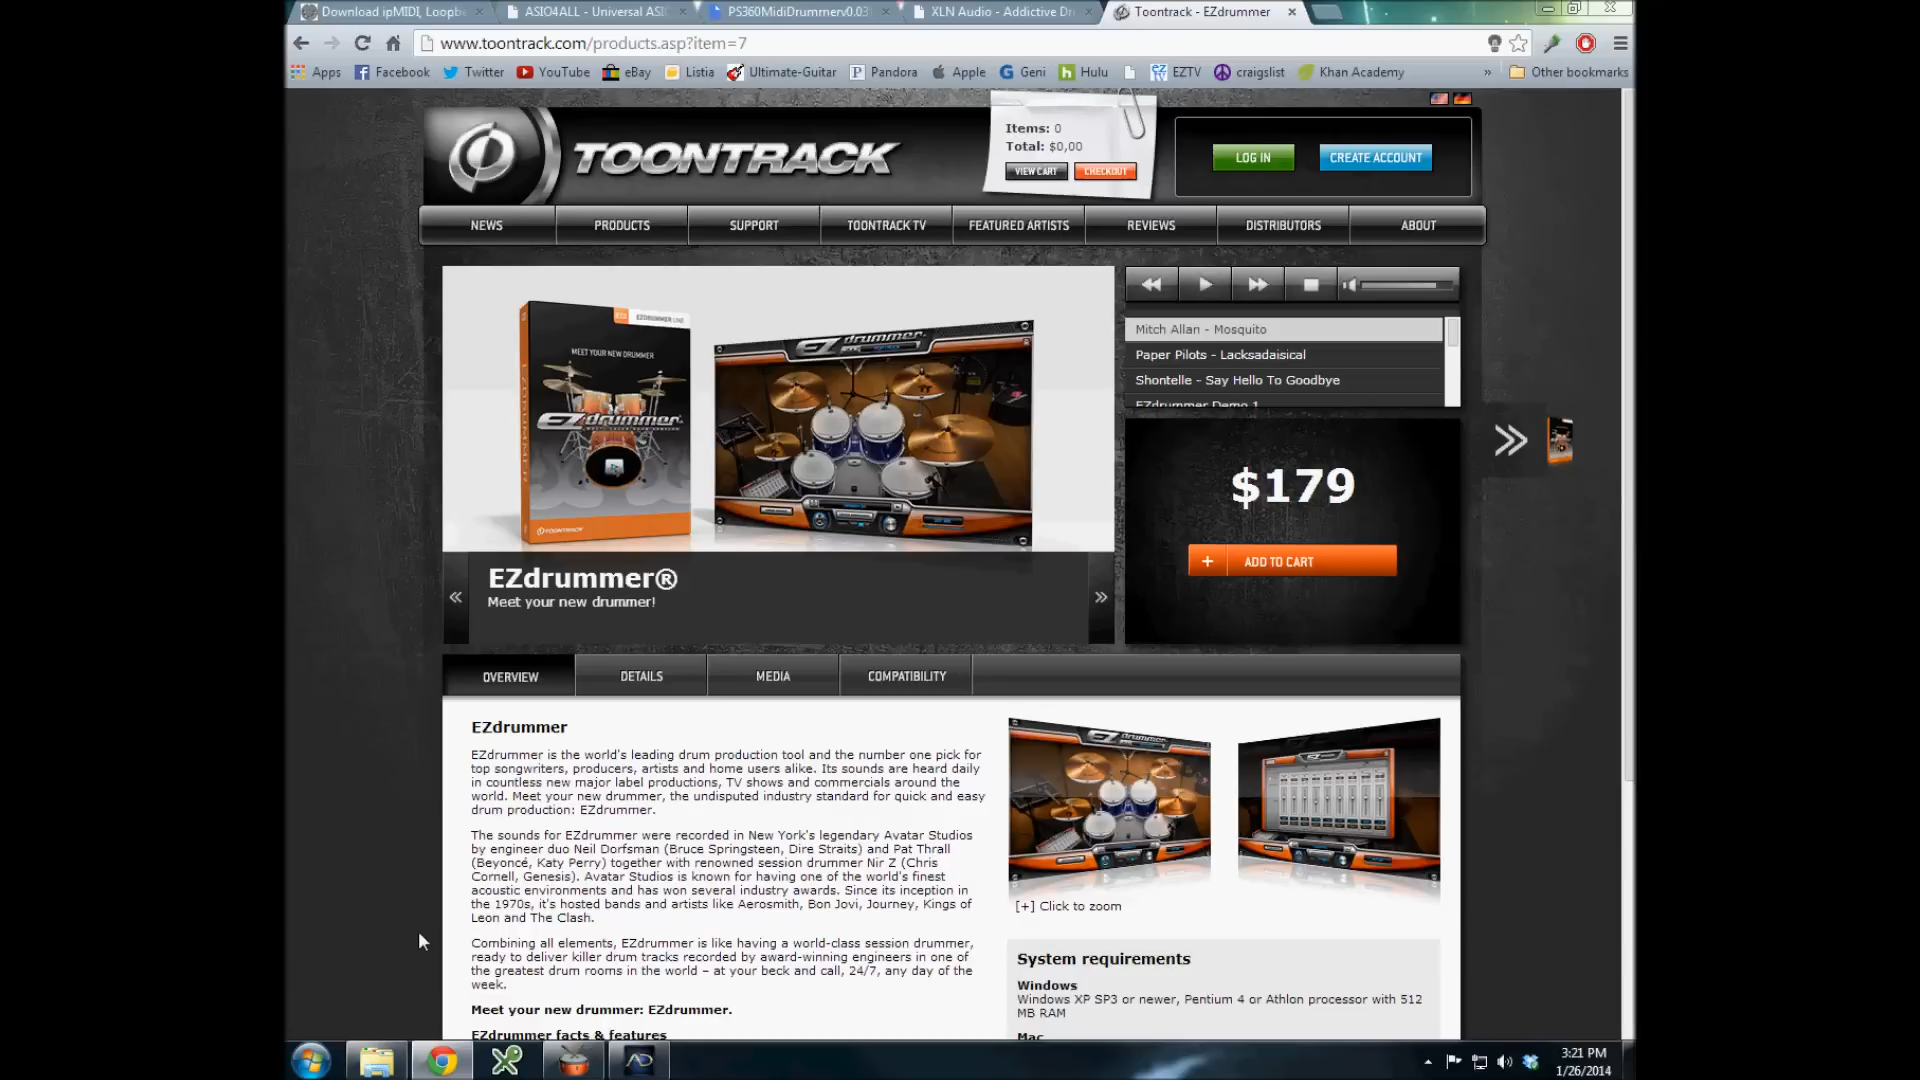 Download ipMIDI, Loopbe
ASIO4ALL - Universal ASIO
PS360MidiDrummerv0.03
XLN Audio - Addictive Dr
Toontrack - EZdrummer
www.toontrack.com/products.asp?item=7
Apps Facebook Twitter YouTube eBay Listia Ultimate-Guitar Pandora Apple Geni Hulu EZTV craigslist Khan Academy » Other bookmarks
TOONTRACK
Items: 0
Total: $0,00
VIEW CART CHECKOUT
LOG IN CREATE ACCOUNT
NEWS PRODUCTS SUPPORT TOONTRACK TV FEATURED ARTISTS REVIEWS DISTRIBUTORS ABOUT
MEET YOUR NEW DRUMMER
EZdrummer
EZdrummer
TOONTRACK
Mitch Allan - Mosquito
Paper Pilots - Lacksadaisical
Shontelle - Say Hello To Goodbye
EZdrummer Demo 1
$179
+ ADD TO CART
EZdrummer®
Meet your new drummer!
OVERVIEW DETAILS MEDIA COMPATIBILITY
EZdrummer
EZdrummer is the world's leading drum production tool and the number one pick for
top songwriters, producers, artists and home users alike. Its sounds are heard daily
in countless new major label productions, TV shows and commercials around the
world. Meet your new drummer, the undisputed industry standard for quick and easy
drum production: EZdrummer.
The sounds for EZdrummer were recorded in New York's legendary Avatar Studios
by engineer duo Neil Dorfsman (Bruce Springsteen, Dire Straits) and Pat Thrall
(Beyoncé, Katy Perry) together with renowned session drummer Nir Z (Chris
Cornell, Genesis). Avatar Studios is known for having one of the world's finest
acoustic environments and has won several industry awards. Since its inception in
the 1970s, it's hosted bands and artists like Aerosmith, Bon Jovi, Journey, Kings of
Leon and The Clash.
Combining all elements, EZdrummer is like having a world-class session drummer,
ready to deliver killer drum tracks recorded by award-winning engineers in one of
the greatest drum rooms in the world – at your beck and call, 24/7, any day of the
week.
Meet your new drummer: EZdrummer.
EZdrummer facts & features
[+] Click to zoom
System requirements
Windows
Windows XP SP3 or newer, Pentium 4 or Athlon processor with 512
MB RAM
Mac
3:21 PM
1/26/2014